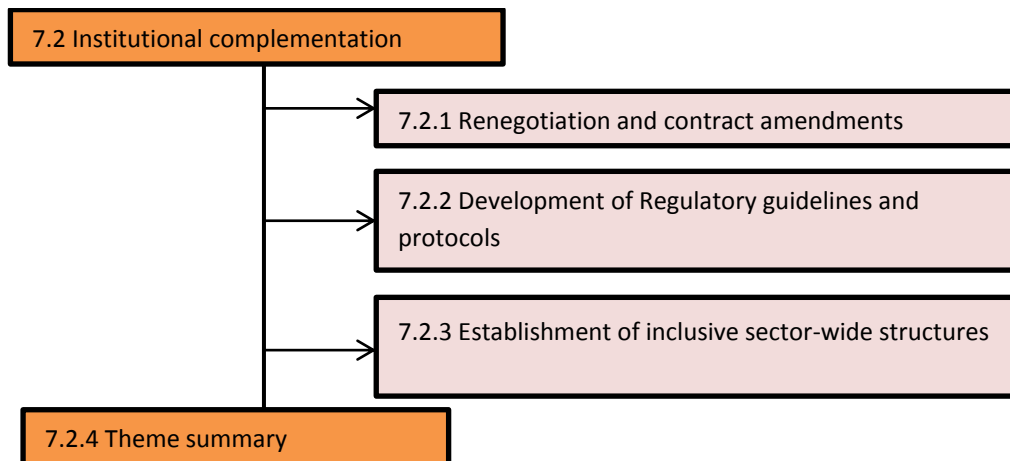 7.2 Institutional complementation
7.2.1 Renegotiation and contract amendments
7.2.2 Development of Regulatory guidelines and
protocols
7.2.3 Establishment of inclusive sector-wide structures
7.2.4 Theme summary